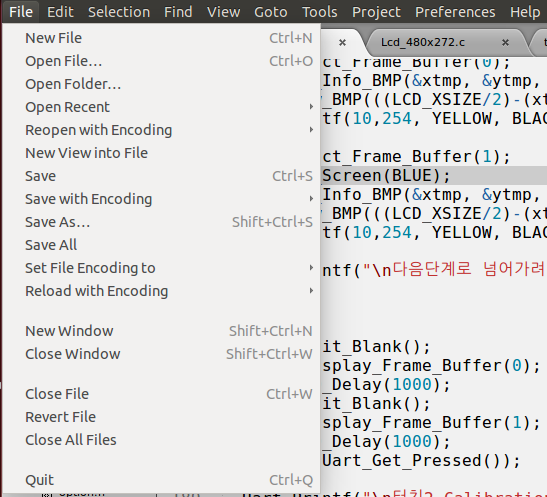 File Edit Selection Find View Goto Tools Project Preferences Help
New File Ctrl+N
Open File… Ctrl+O
Open Folder…
Open Recent
Reopen with Encoding
New View into File
Save Ctrl+S
Save with Encoding
Save As… Shift+Ctrl+S
Save All
Set File Encoding to
Reload with Encoding
New Window Shift+Ctrl+N
Close Window Shift+Ctrl+W
Close File Ctrl+W
Revert File
Close All Files
Quit Ctrl+Q
Lcd_480x272.c
ct_Frame_Buffer(0);
Info_BMP(&xtmp, &ytmp,
_BMP(((LCD_XSIZE/2)-(xt
tf(10,254, YELLOW, BLAC
ct_Frame_Buffer(1);
Screen(BLUE);
Info_BMP(&xtmp, &ytmp,
_BMP(((LCD_XSIZE/2)-(xt
tf(10,254, YELLOW, BLAC
ntf("\n다음단계로 넘어가려
it_Blank();
splay_Frame_Buffer(0);
_Delay(1000);
it_Blank();
splay_Frame_Buffer(1);
_Delay(1000);
Uart_Get_Pressed());